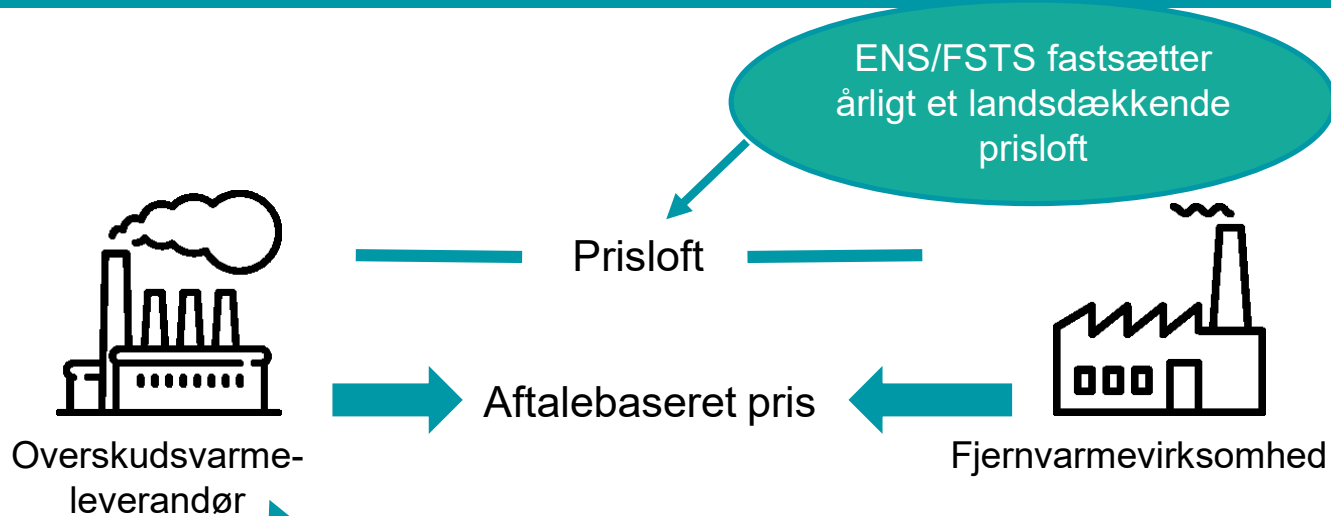 ENS/FSTS fastsætter
årligt et landsdækkende
prisloft
Prisloft
Aftalebaseret pris
Overskudsvarme-
leverandør
Fjernvarmevirksomhed